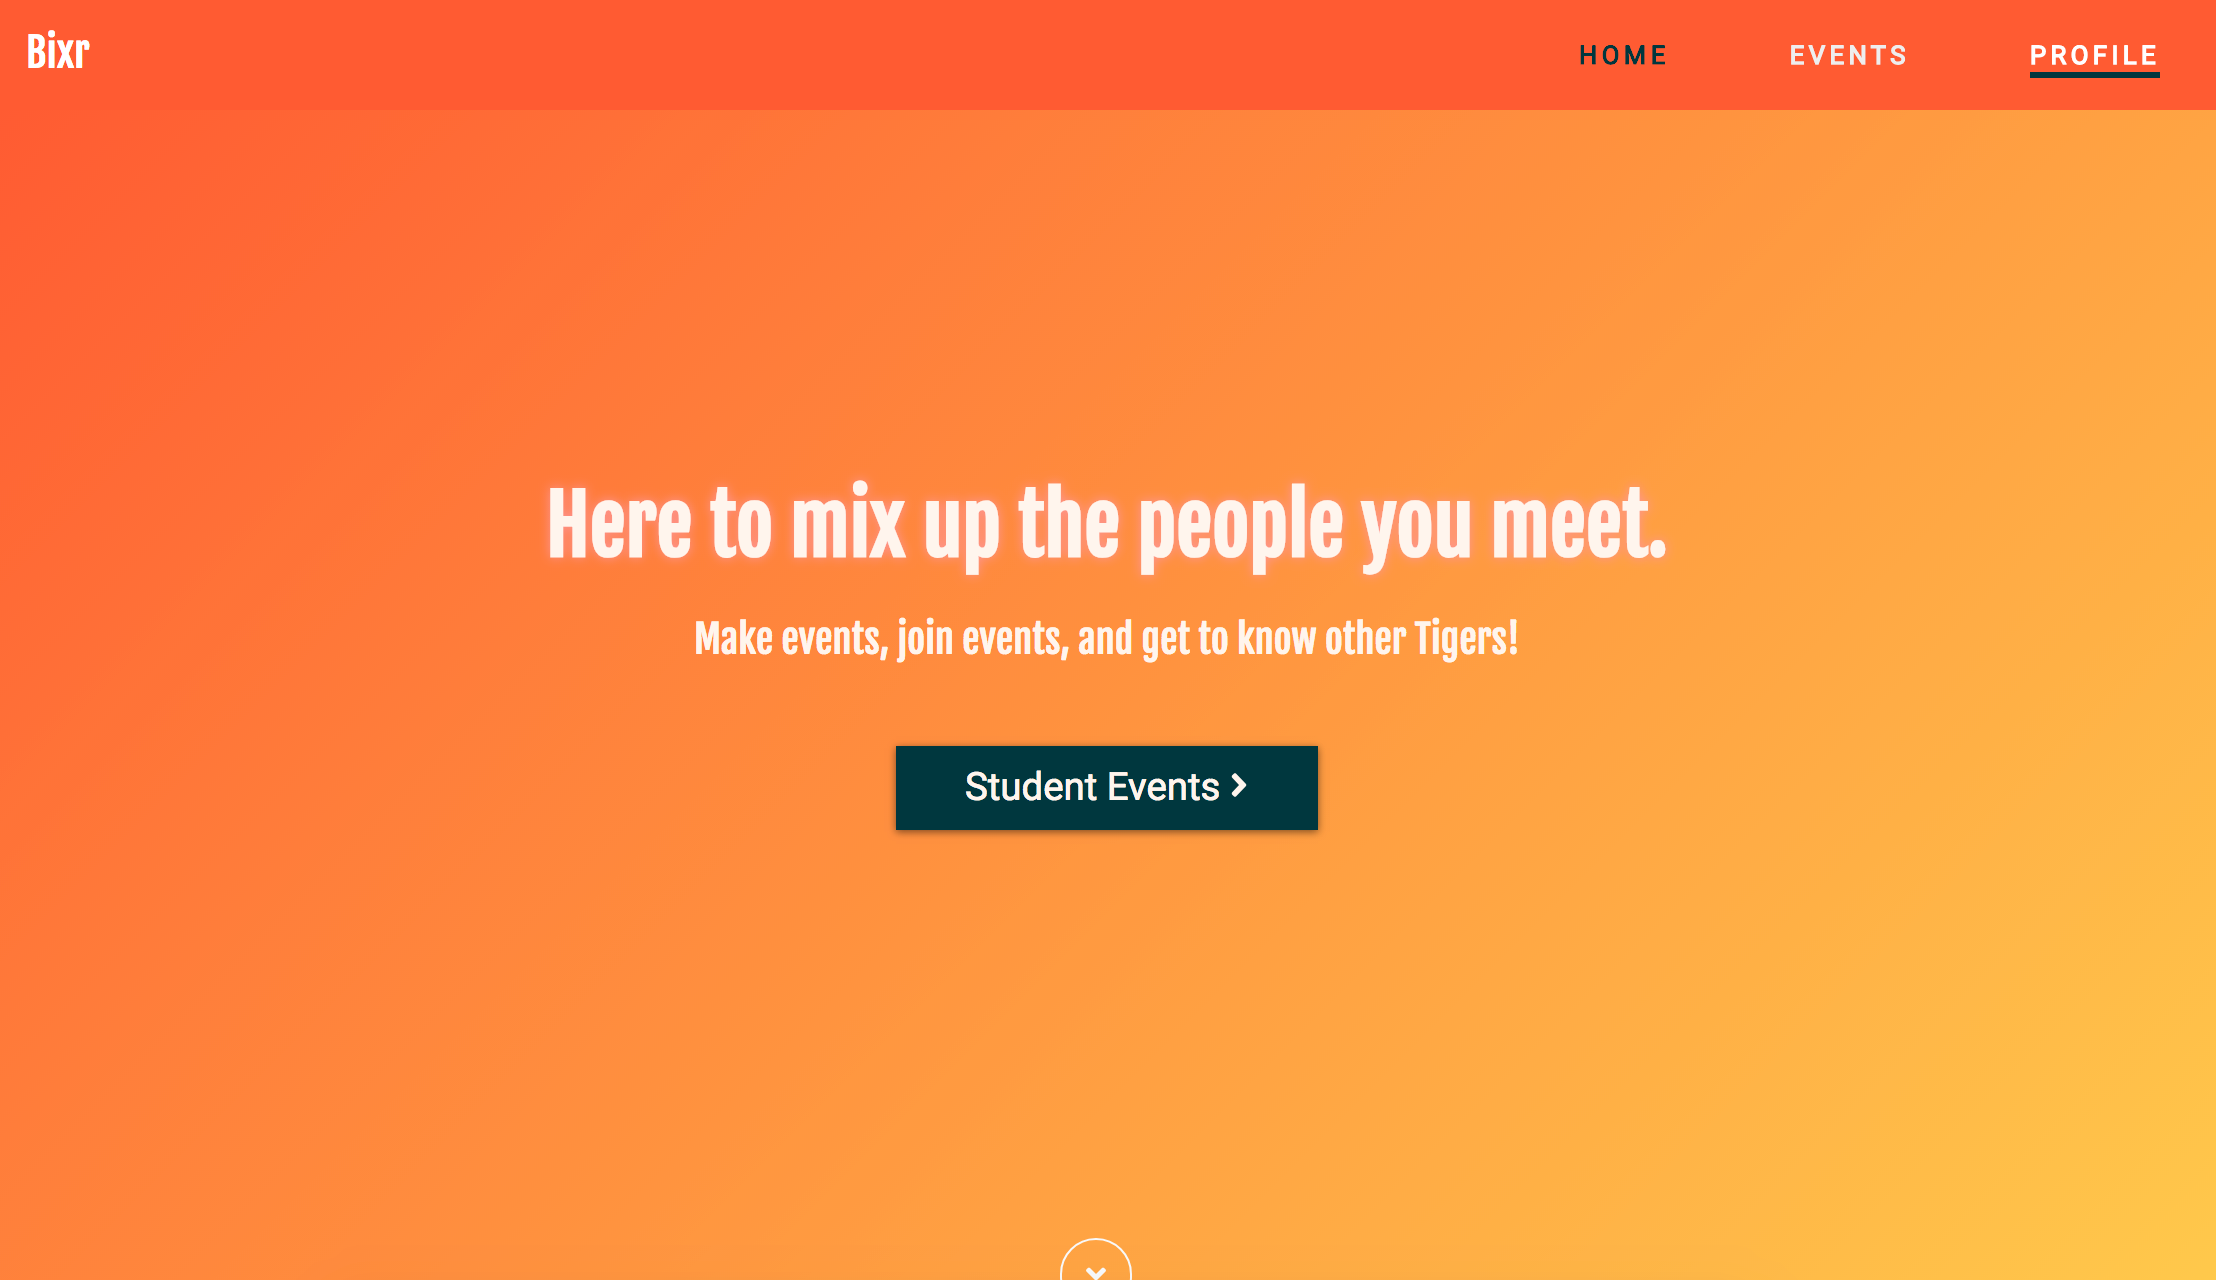 Bixr
HOME EVENTS PROFILE
Here to mix up the people you meet.
Make events, join events, and get to know other Tigers!
Student Events